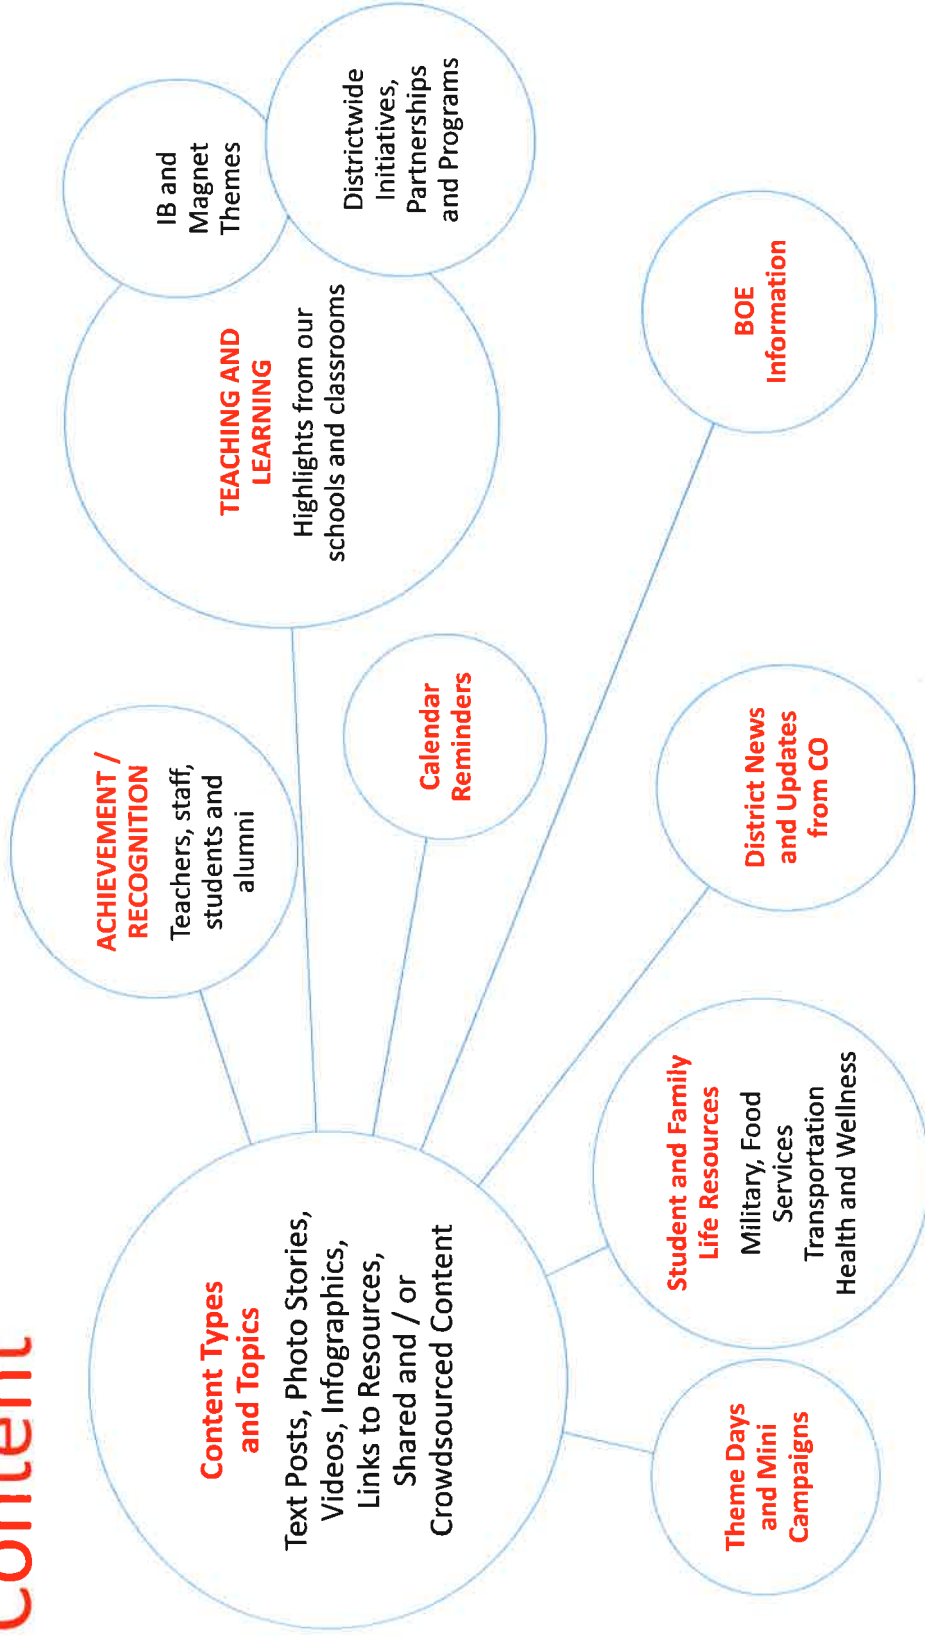 Content
Content Types
and Topics
Text Posts, Photo Stories,
Videos, Infographics,
Links to Resources,
Shared and / or
Crowdsourced Content
ACHIEVEMENT /
RECOGNITION
Teachers, staff,
students and
alumni
TEACHING AND
LEARNING
Highlights from our
schools and classrooms
IB and
Magnet
Themes
Districtwide
Initiatives,
Partnerships
and Programs
Calendar
Reminders
BOE
Information
District News
and Updates
from CO
Student and Family
Life Resources
Military, Food
Services
Transportation
Health and Wellness
Theme Days
and Mini
Campaigns